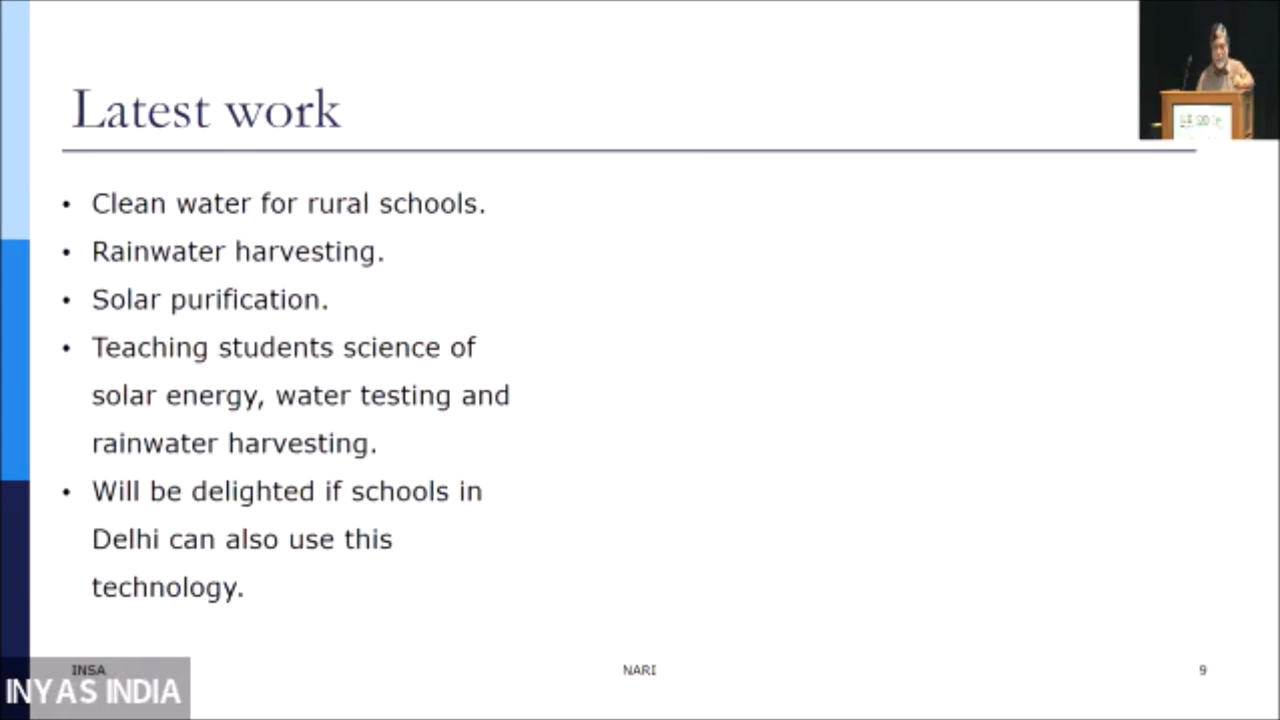 Latest work
• Clean water for rural schools.
• Rainwater harvesting.
• Solar purification.
• Teaching students science of
solar energy, water testing and
rainwater harvesting.
• Will be delighted if schools in
Delhi can also use this
technology.
INSA
NARI
9
INYAS INDIA